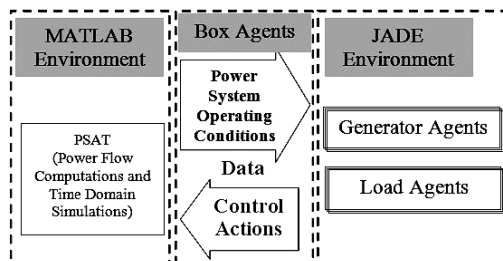 MATLAB
Environment
PSAT
(Power Flow
Computations and
Time Domain
Simulations)
Box Agents
Power
System
Operating
Conditions
Data
Control
Actions
JADE
Environment
Generator Agents
Load Agents